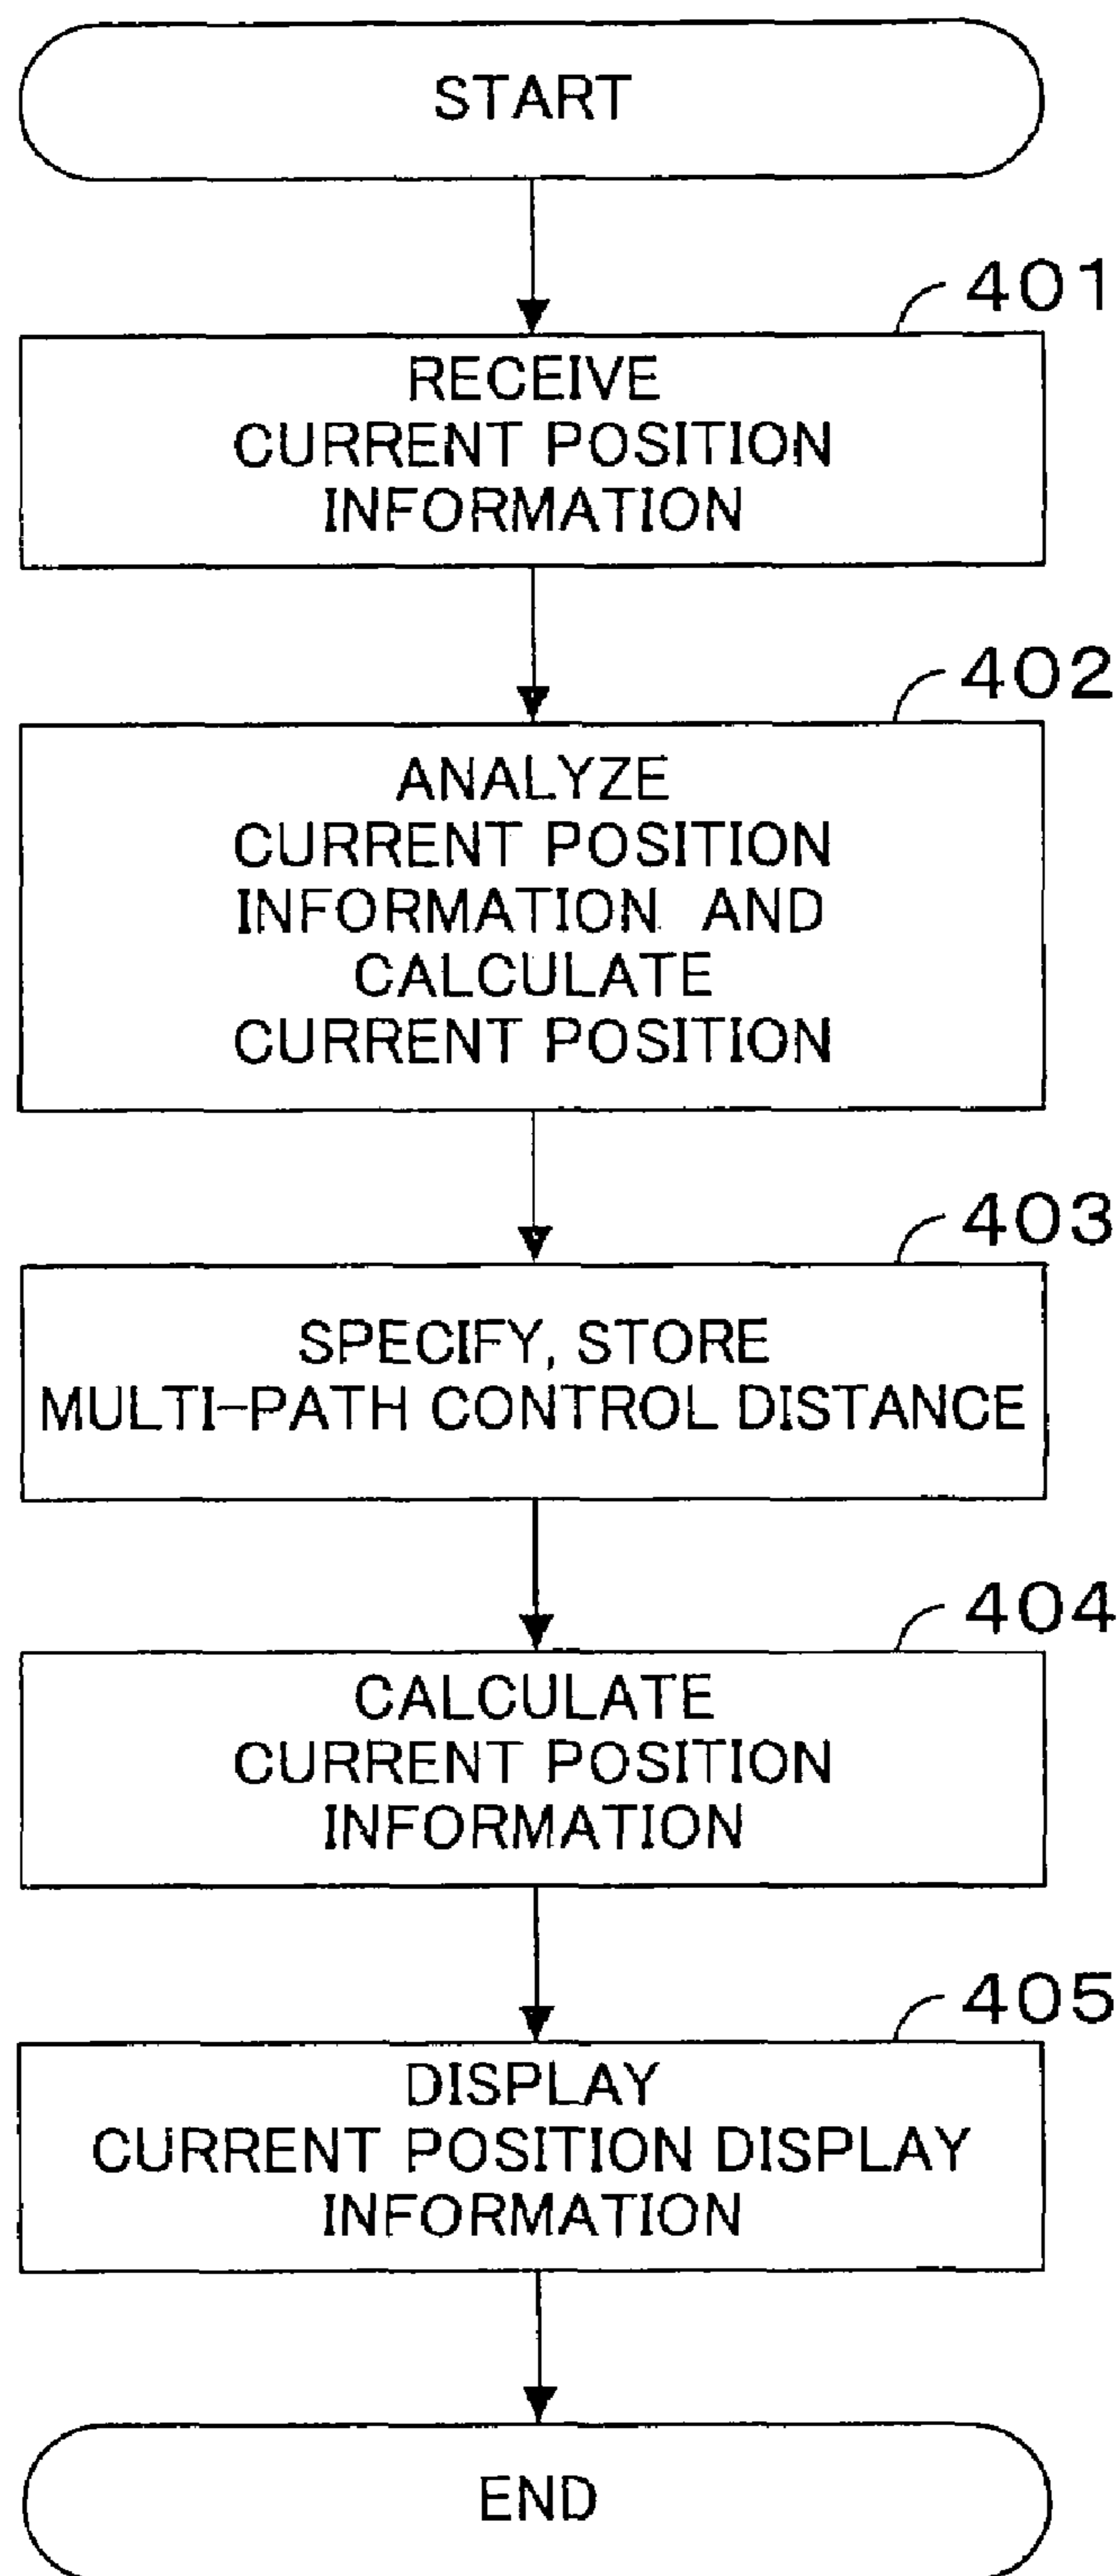 START
401
RECEIVE
CURRENT POSITION
INFORMATION
402
ANALYZE
CURRENT POSITION
INFORMATION AND
CALCULATE
CURRENT POSITION
403
SPECIFY, STORE
MULTI-PATH CONTROL DISTANCE
404
CALCULATE
CURRENT POSITION
INFORMATION
405
DISPLAY
CURRENT POSITION DISPLAY
INFORMATION
END